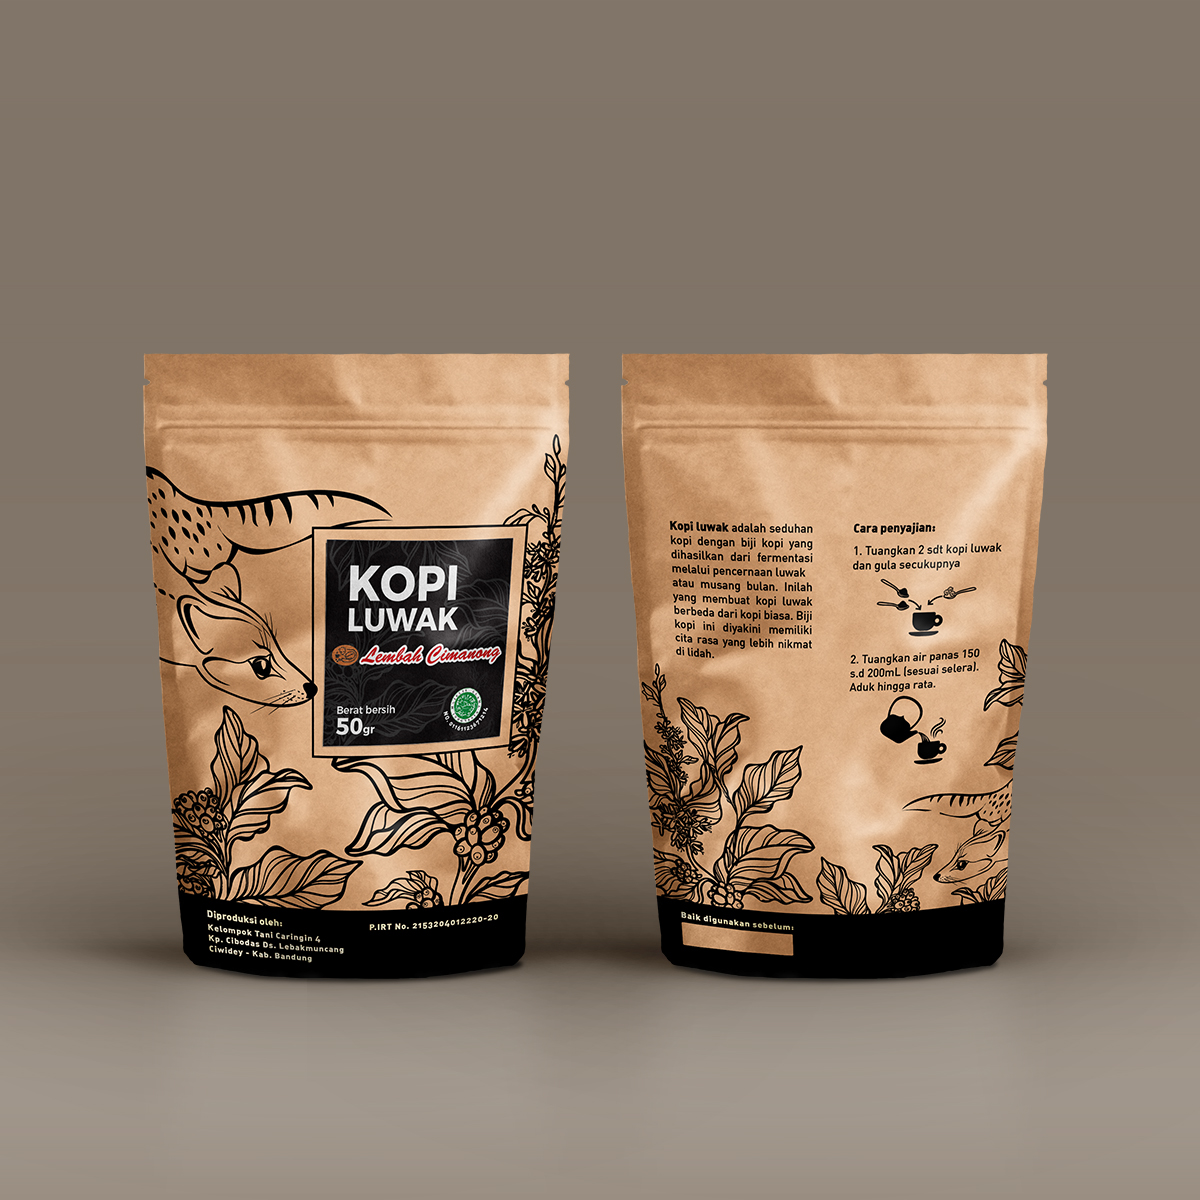 KOPI
LUWAK
Lembah Cimanong
Berat bersih
50gr
Diproduksi oleh:
Kelompok Tani Caringin 4
Kp. Cibodas Ds. Lebakmuncang
Ciwidey - Kab. Bandung
P.IRT No. 2153204012220-20
Kopi luwak adalah seduhan
kopi dengan biji kopi yang
dihasilkan dari fermentasi
melalui pencernaan luwak
atau musang bulan. Inilah
yang membuat kopi luwak
berbeda dari kopi biasa. Biji
kopi ini diyakini memiliki
cita rasa yang lebih nikmat
di lidah.
Cara penyajian:
1. Tuangkan 2 sdt kopi luwak
dan gula secukupnya
2. Tuangkan air panas 150
s.d 200mL (sesuai selera).
Aduk hingga rata.
Baik digunakan sebelum: